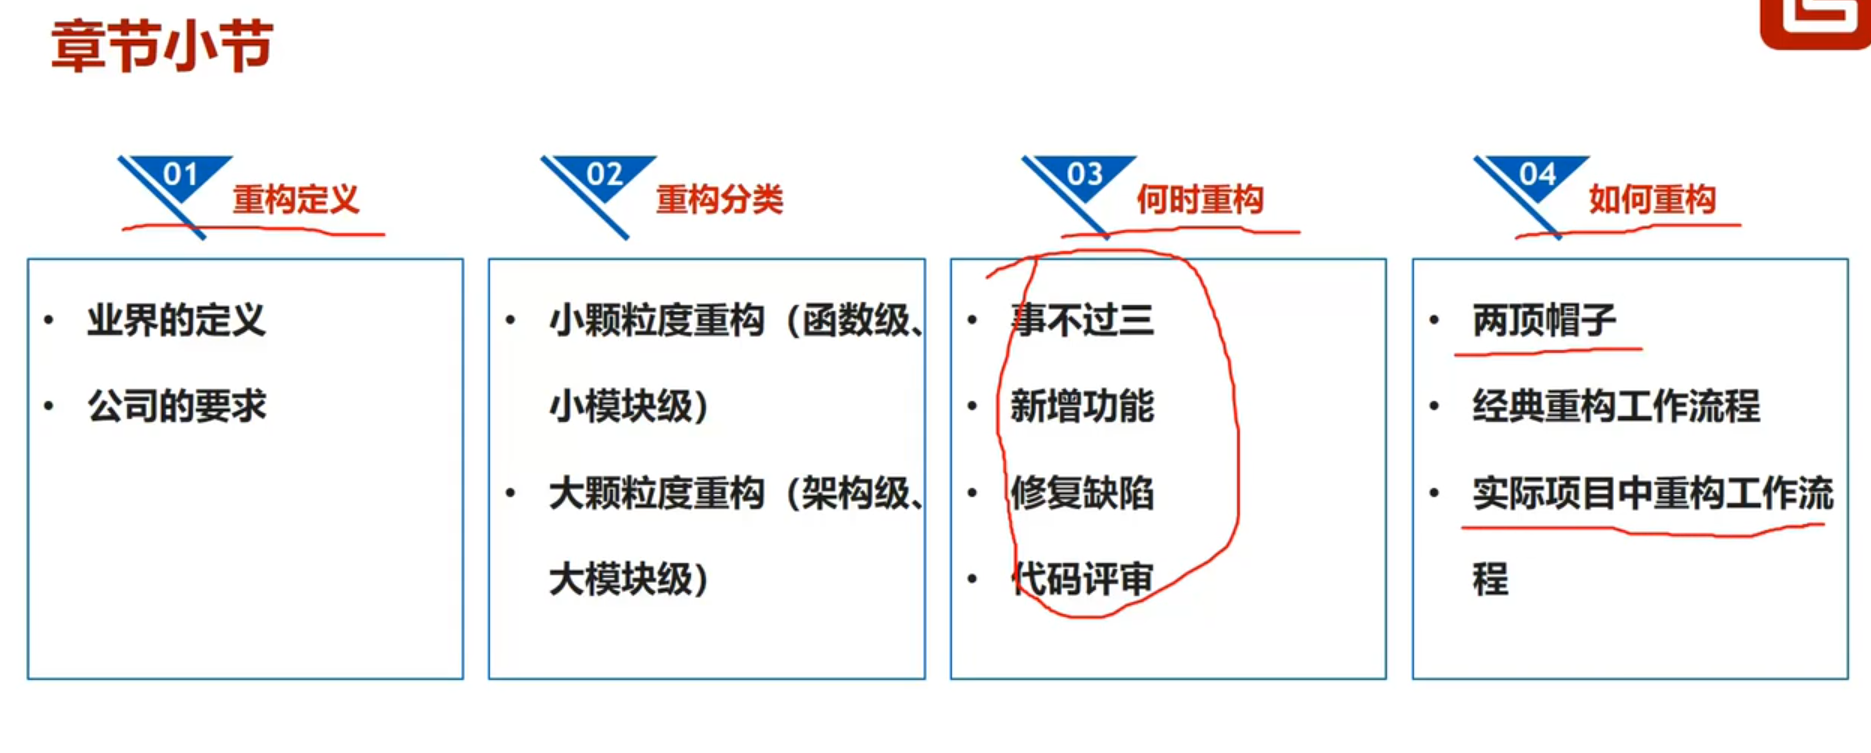 章节小节
01
重构定义
业界的定义
公司的要求
02
重构分类
小颗粒度重构（函数级、
小模块级）
大颗粒度重构（架构级、
大模块级）
03
何时重构
事不过三
新增功能
修复缺陷
代码评审
04
如何重构
两顶帽子
经典重构工作流程
实际项目中重构工作流
程